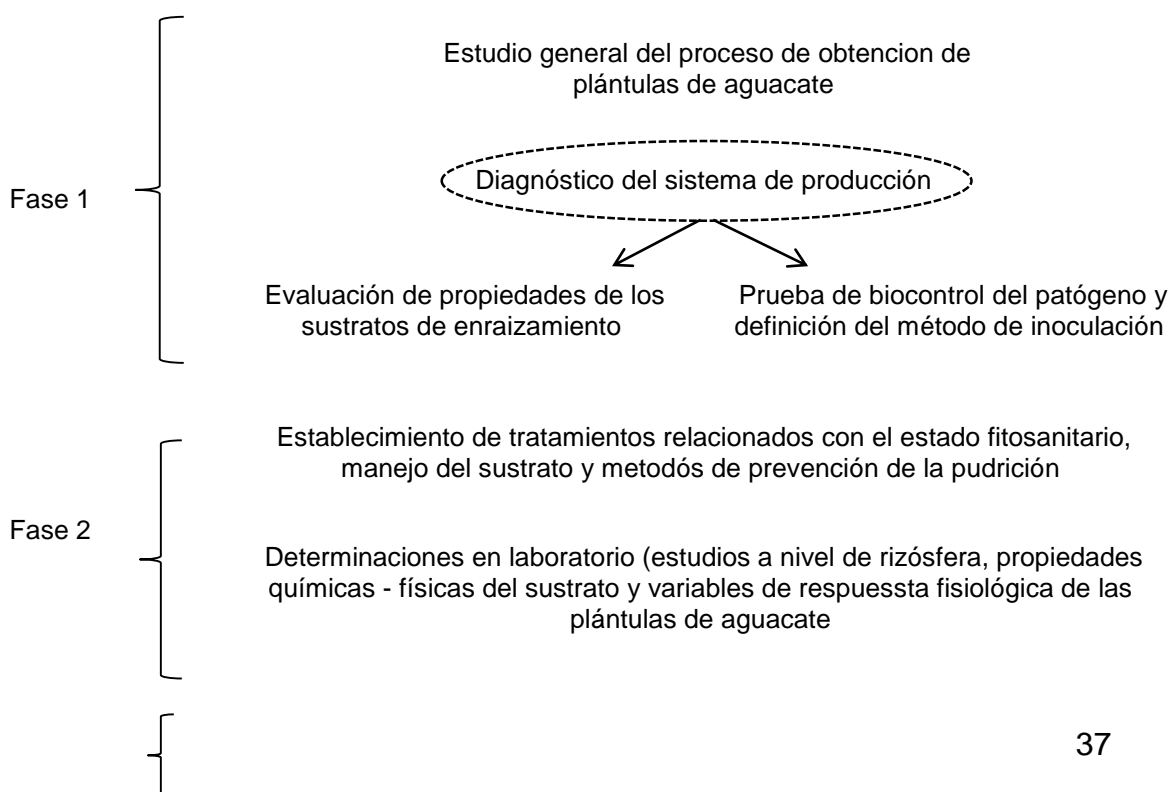 Estudio general del proceso de obtencion de
plántulas de aguacate
Fase 1
Diagnóstico del sistema de producción
Evaluación de propiedades de los
sustratos de enraizamiento
Prueba de biocontrol del patógeno y
definición del método de inoculación
Establecimiento de tratamientos relacionados con el estado fitosanitario,
manejo del sustrato y metodós de prevención de la pudrición
Fase 2
Determinaciones en laboratorio (estudios a nivel de rizósfera, propiedades
químicas - físicas del sustrato y variables de respuessta fisiológica de las
plántulas de aguacate
37